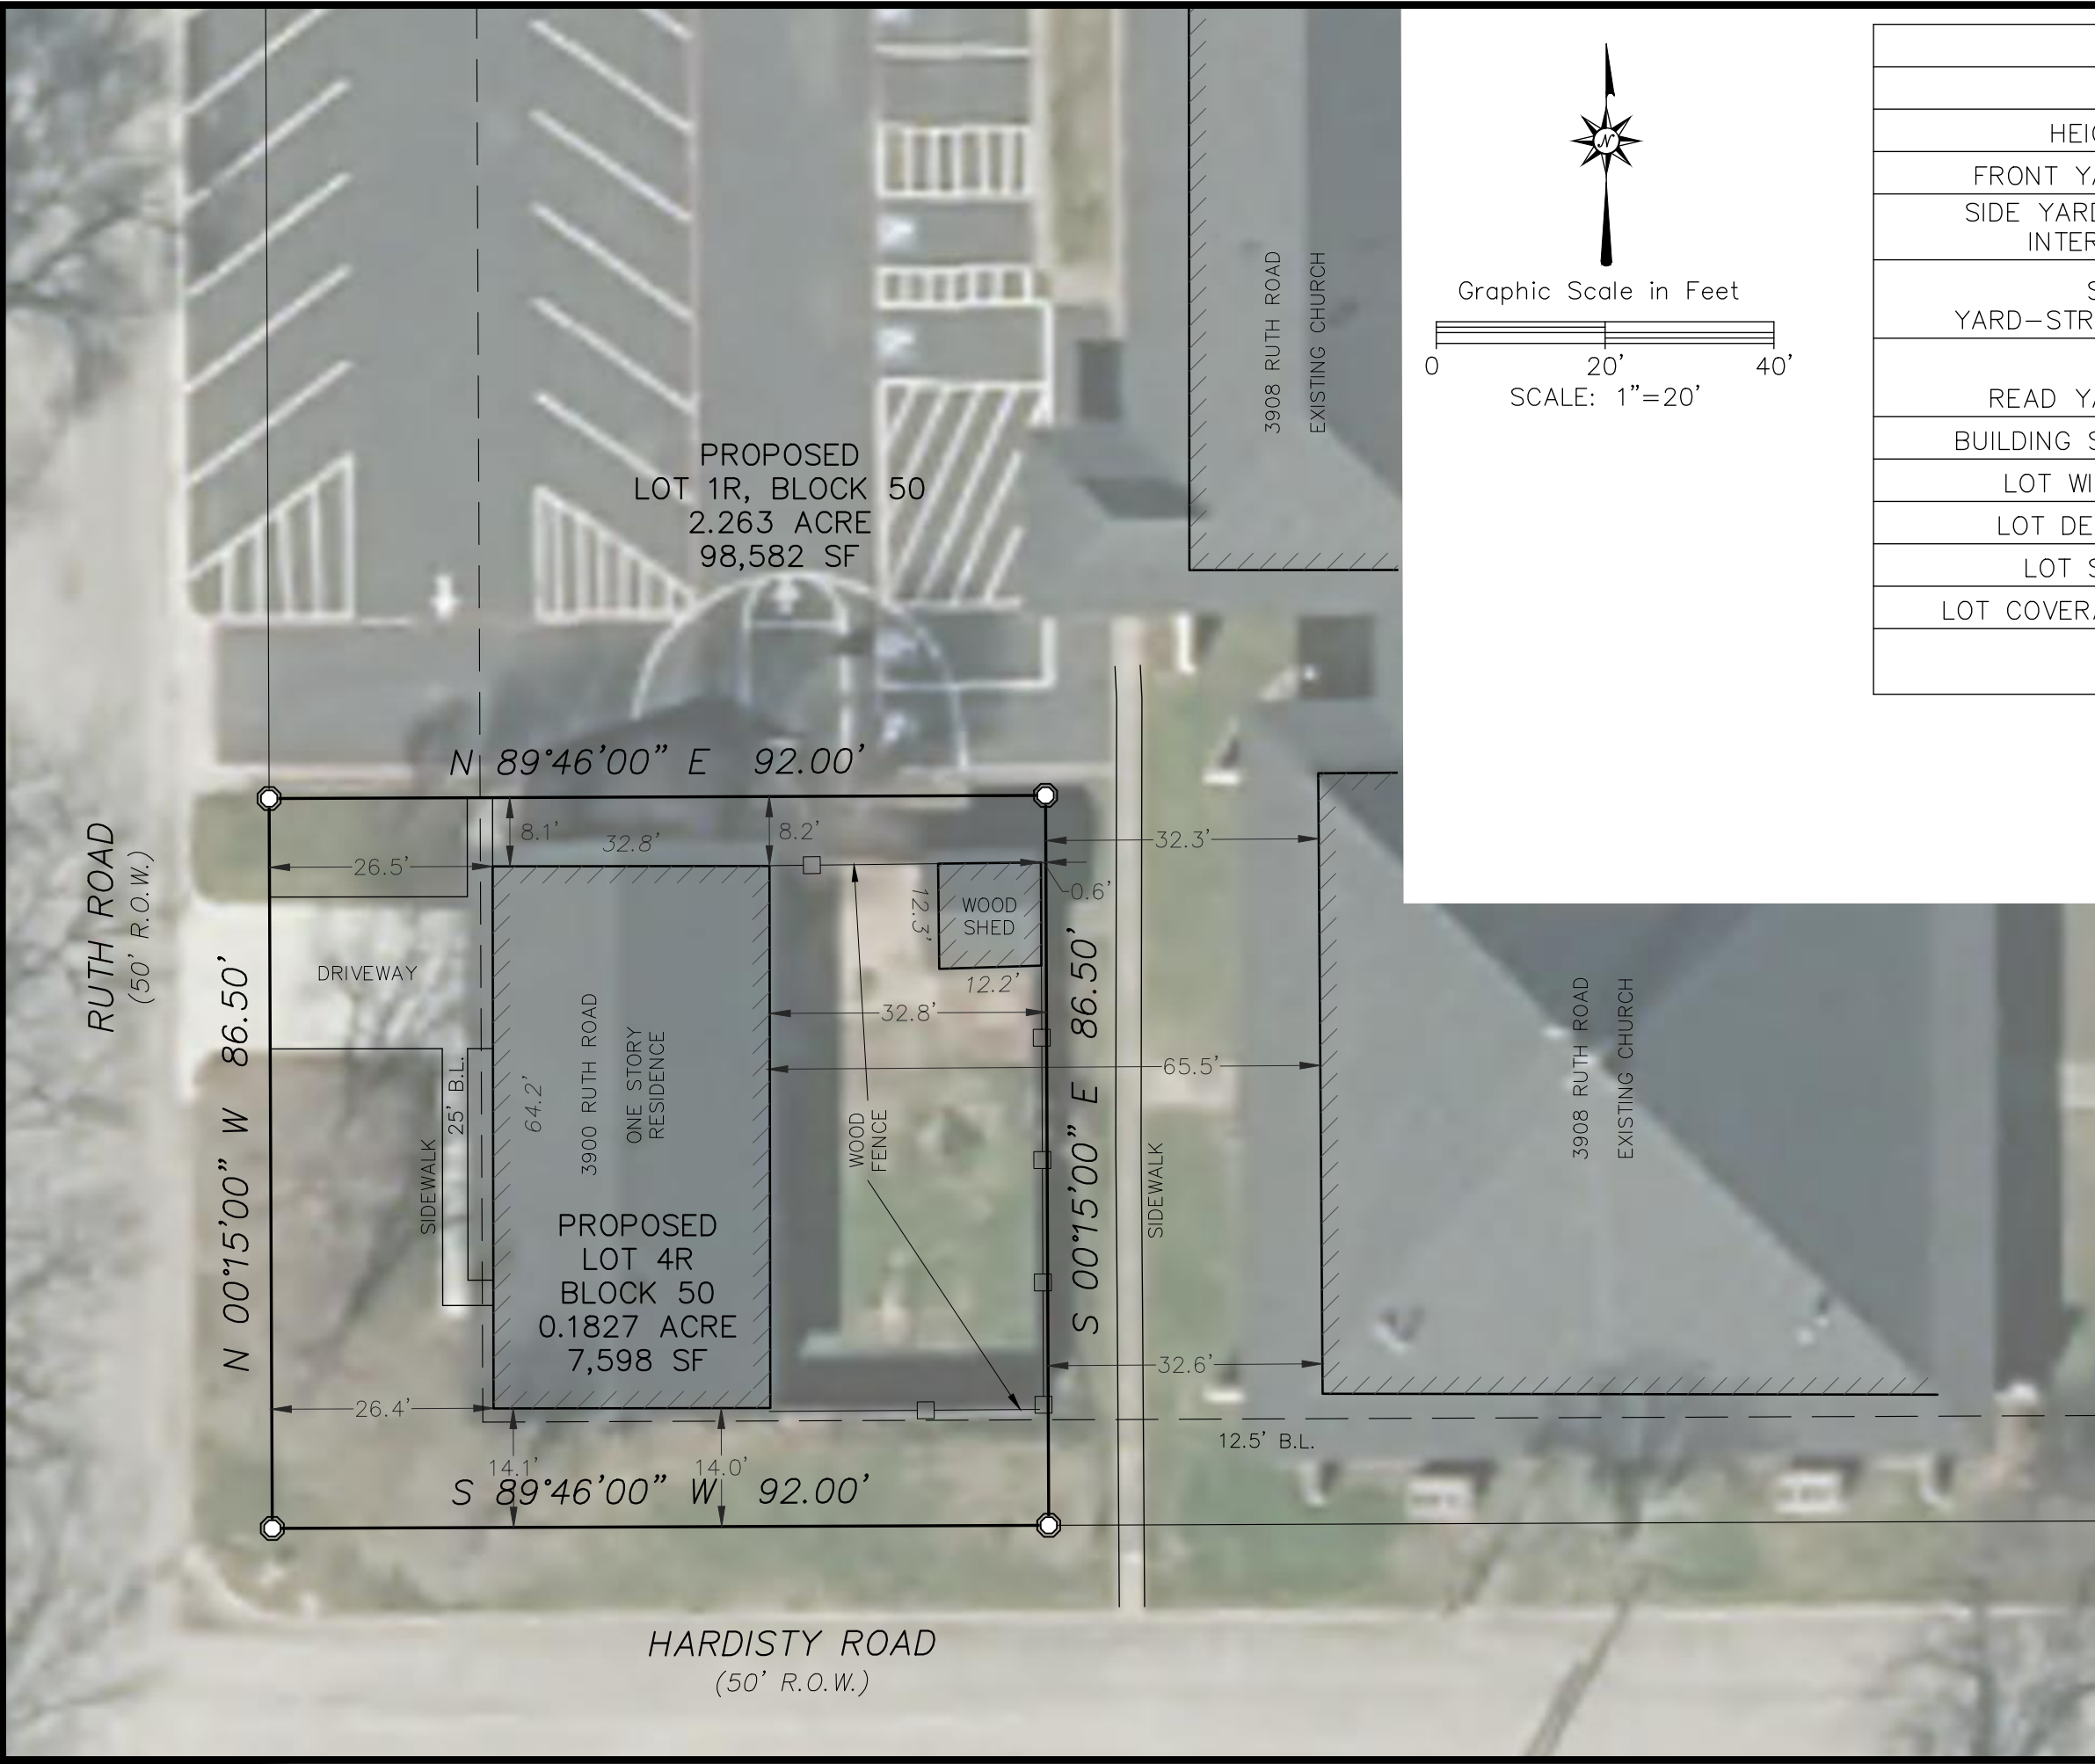 3908 RUTH ROAD
EXISTING CHURCH
Graphic Scale in Feet
0 20' 40'
SCALE: 1"=20'
HEIG
FRONT YA
SIDE YARD
INTER
S
YARD-STR
READ YA
BUILDING S
LOT WI
LOT DE
LOT S
LOT COVERA
PROPOSED
LOT 1R, BLOCK 50
2.263 ACRE
98,582 SF
N 89°46'00" E 92.00'
8.1'
32.8'
8.2'
32.3'
26.5'
0.6'
WOOD
SHED
12.3'
12.2'
RUTH ROAD
(50' R.O.W.)
N 00°15'00" W 86.50'
DRIVEWAY
25' B.L.
SIDEWALK
64.2'
3900 RUTH ROAD
ONE STORY
RESIDENCE
32.8'
65.5'
WOOD
FENCE
S 00°15'00" E 86.50'
SIDEWALK
3908 RUTH ROAD
EXISTING CHURCH
PROPOSED
LOT 4R
BLOCK 50
0.1827 ACRE
7,598 SF
32.6'
26.4'
12.5' B.L.
14.1'
14.0'
S 89°46'00" W 92.00'
HARDISTY ROAD
(50' R.O.W.)